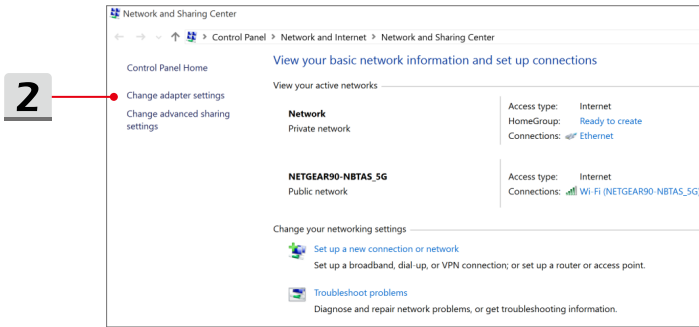 Network and Sharing Center
Control Panel > Network and Internet > Network and Sharing Center
2
Control Panel Home
Change adapter settings
Change advanced sharing
settings
View your basic network information and set up connections
View your active networks
Network
Private network
Access type: Internet
HomeGroup: Ready to create
Connections: Ethernet
NETGEAR90-NBTAS_5G
Public network
Access type: Internet
Connections: Wi-Fi (NETGEAR90-NBTAS_5G)
Change your networking settings
Set up a new connection or network
Set up a broadband, dial-up, or VPN connection; or set up a router or access point.
Troubleshoot problems
Diagnose and repair network problems, or get troubleshooting information.